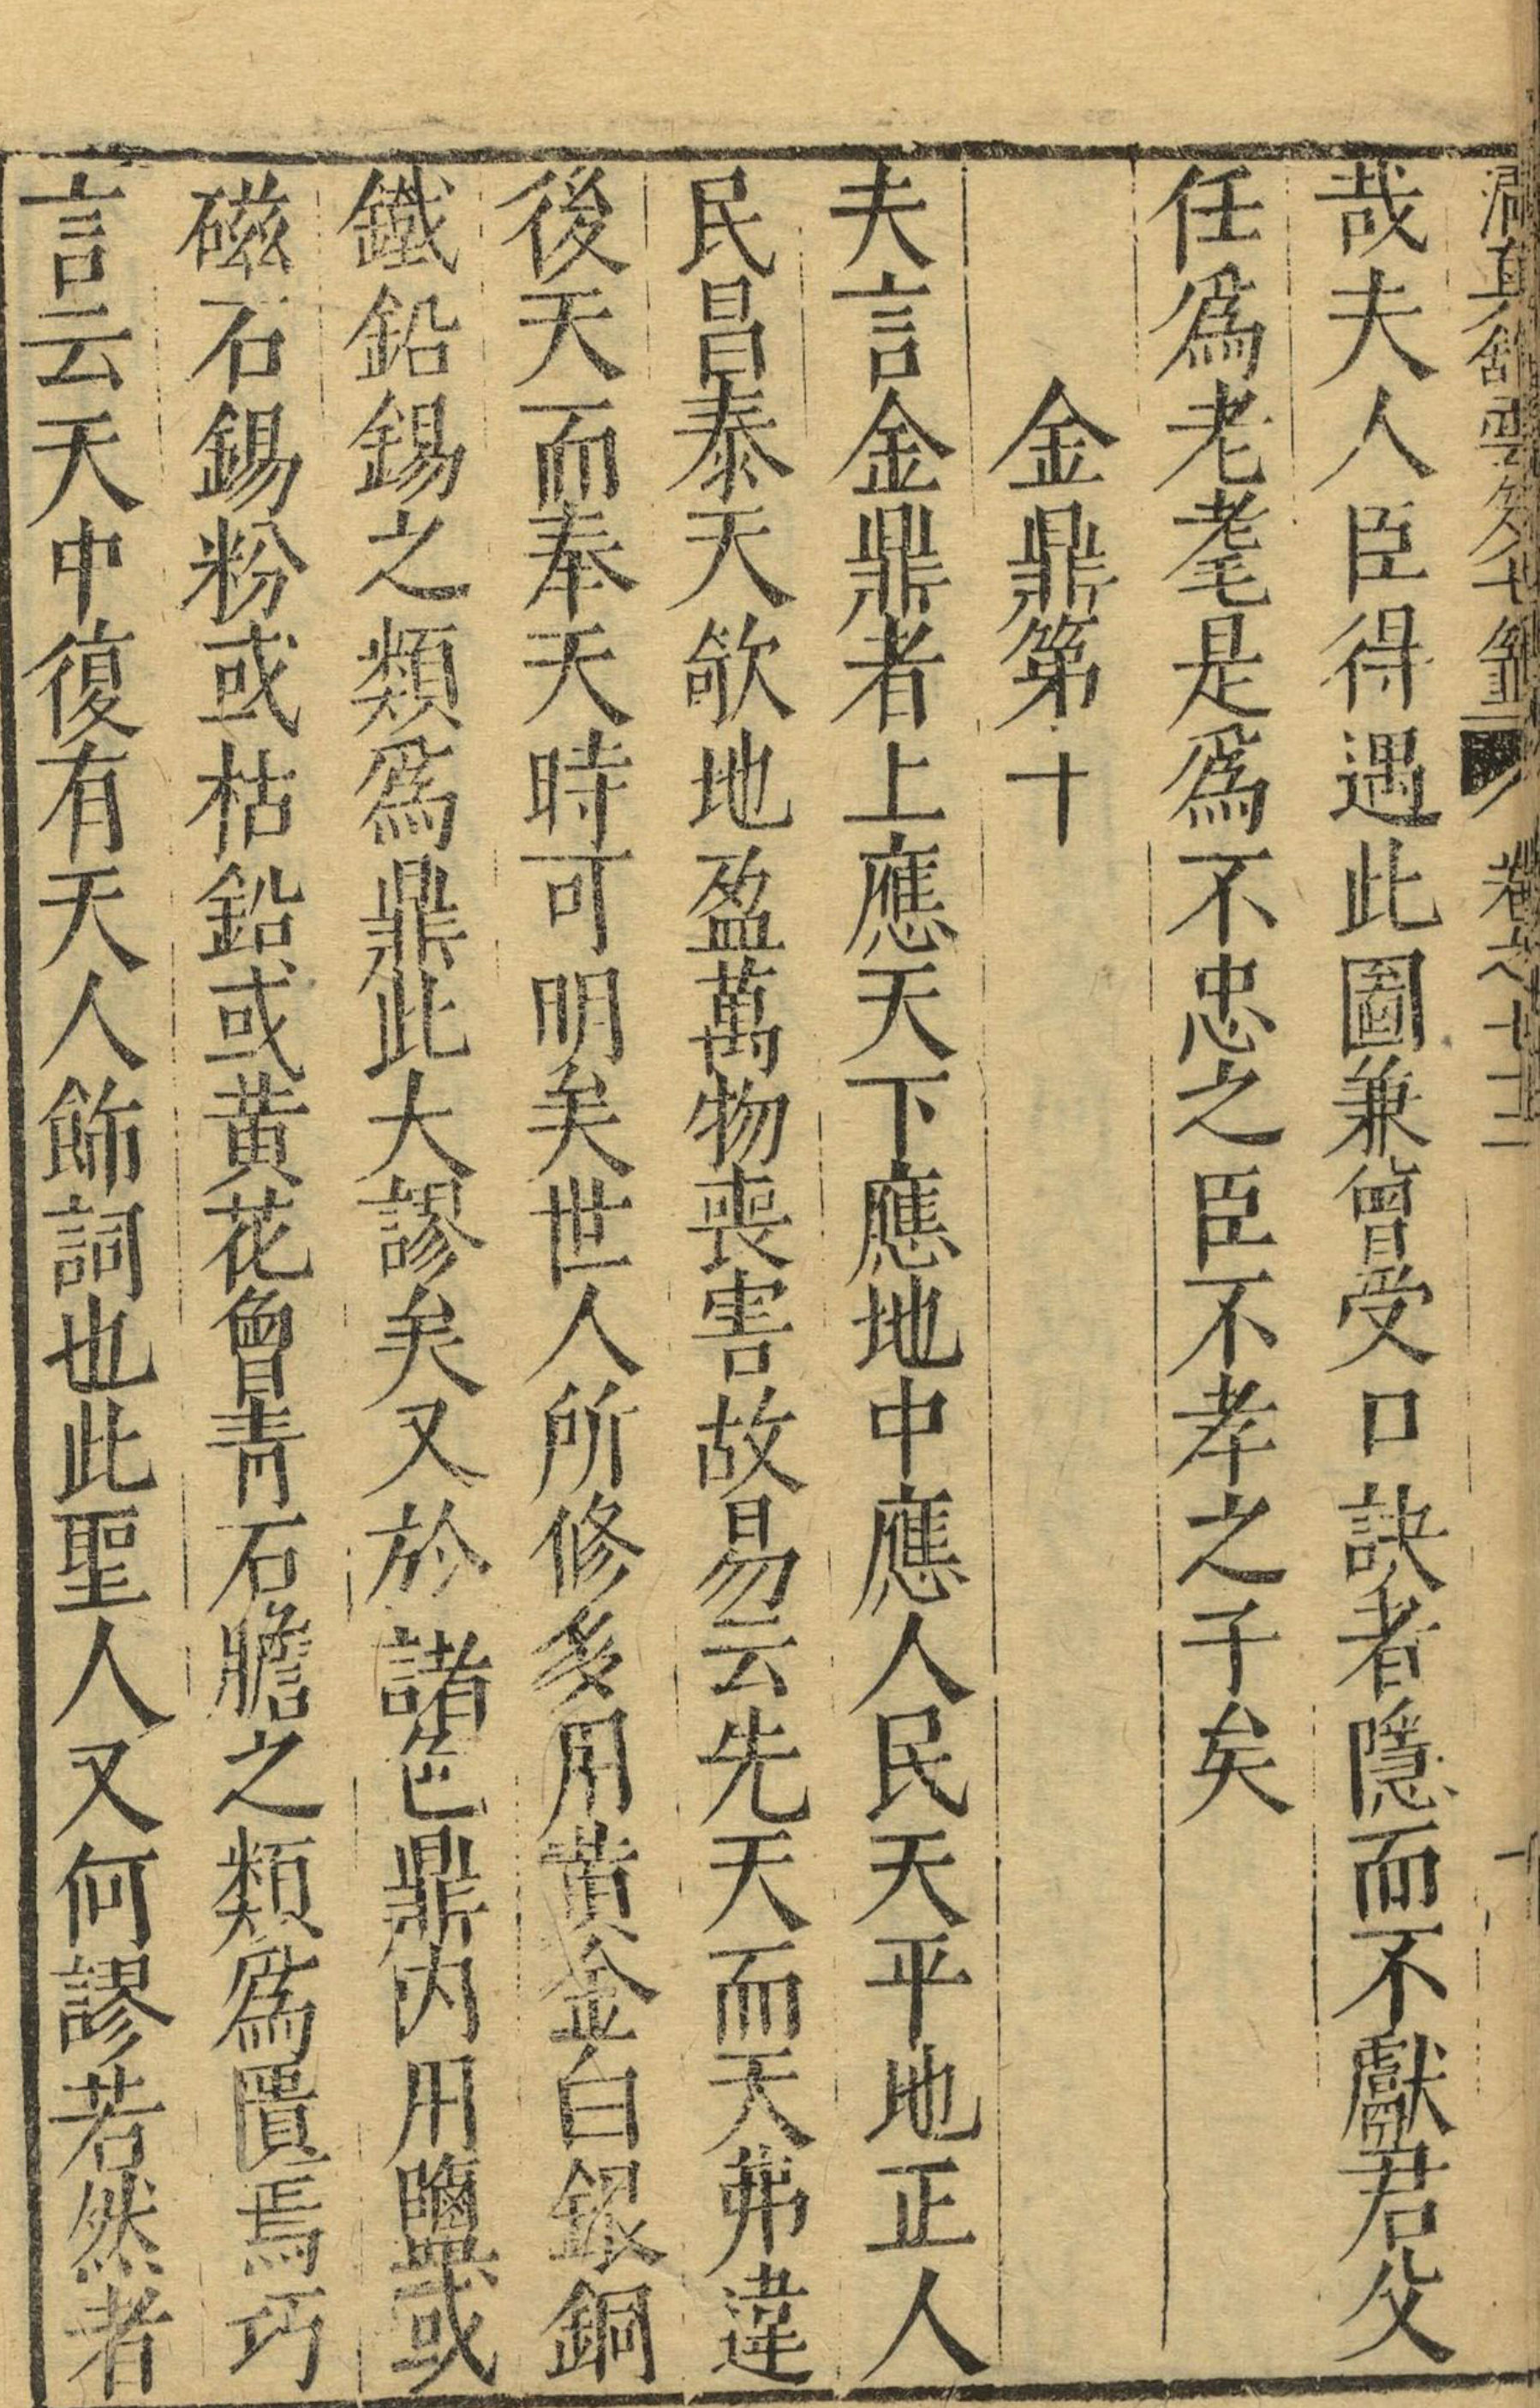 哉夫人臣得遇此圖兼曾受口訣者隱而不獻君父
任爲老耄是爲不忠之臣不孝之子矣
金鼎第十
夫言金鼎者上應天下應地中應人民天平地正人
民昌泰天欹地盈萬物喪害故易云先天而天弗違
後天而奉天時可明矣世人所修多用黄金白銀銅
鐵鉛錫之類爲鼎此大謬矣又於諸色鼎内用鹽或
磁石錫粉或枯鉛或黄花曾青石膽之類爲匱焉巧
言云天中復有天人飾詞也此聖人又何謬若然者